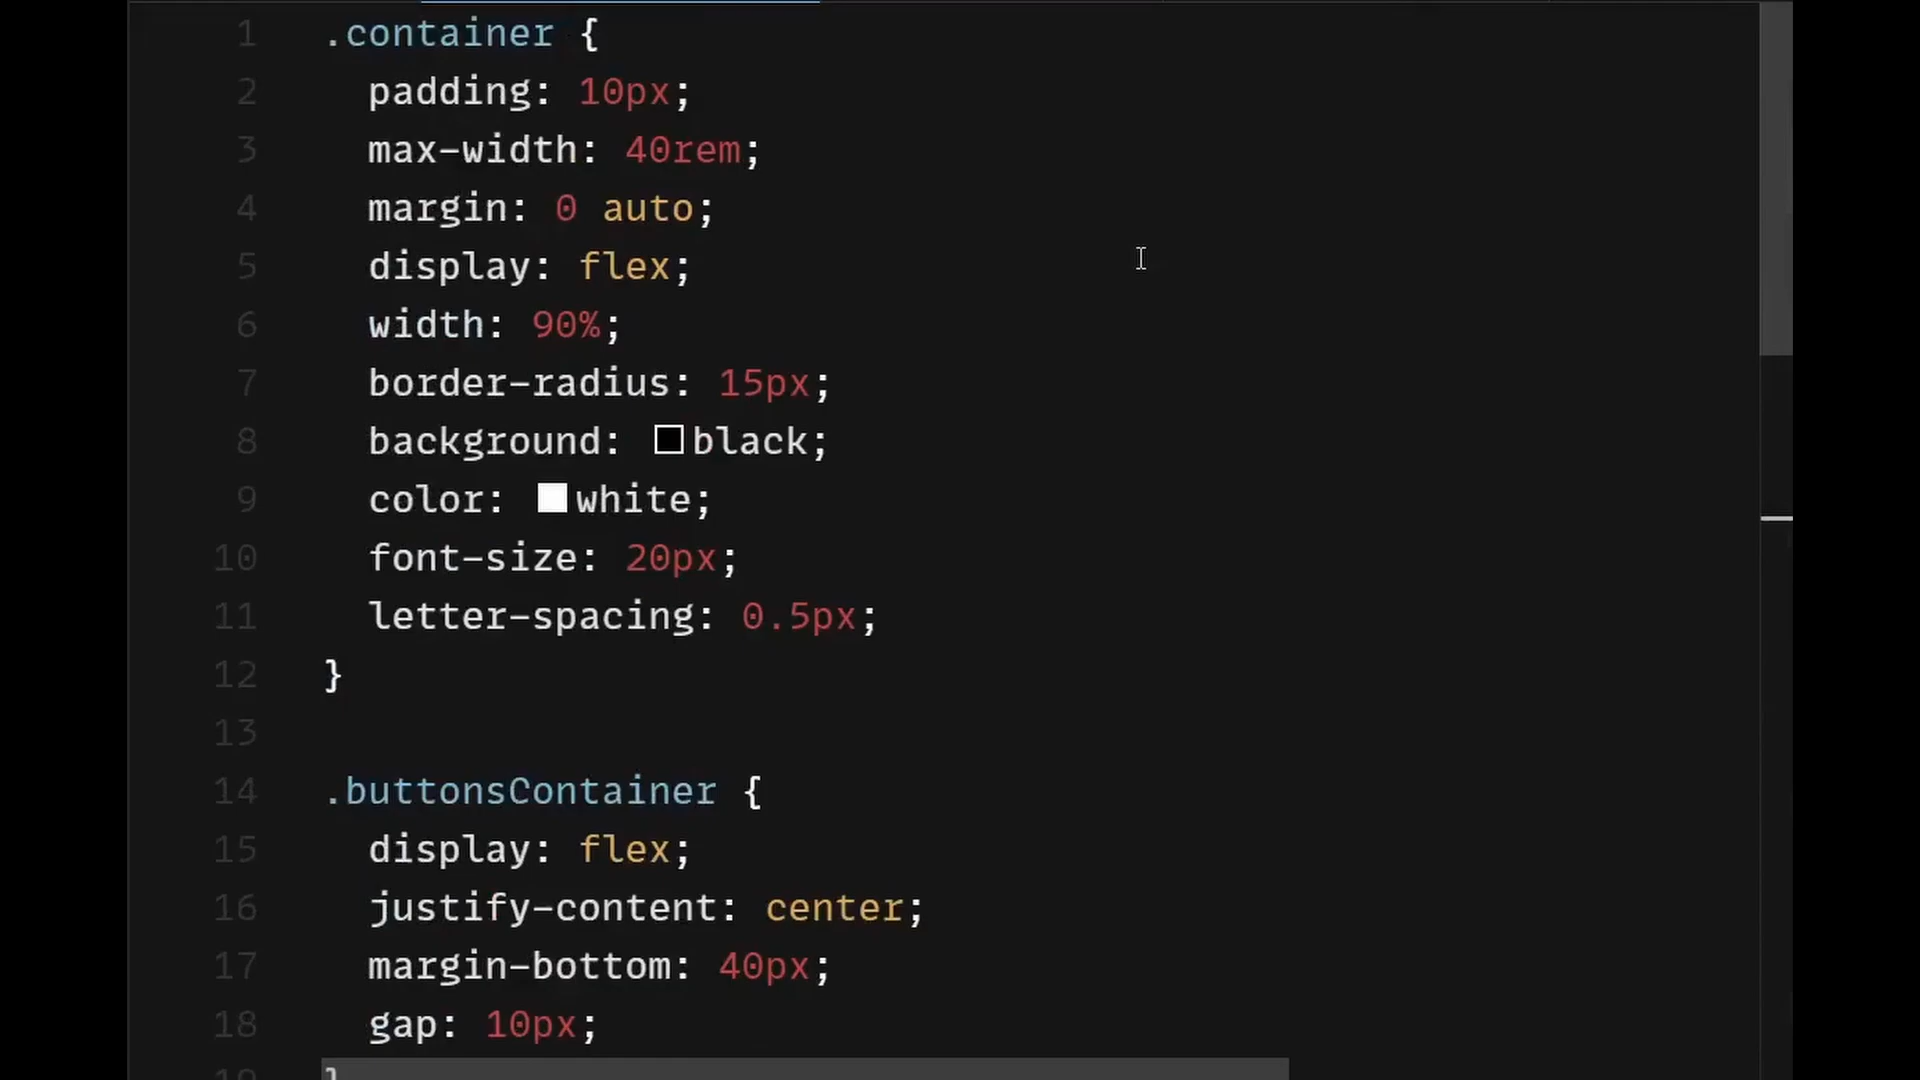 1 .container {
2 padding: 10px;
3 max-width: 40rem;
4 margin: 0 auto;
5 display: flex;
6 width: 90%;
7 border-radius: 15px;
8 background: black;
9 color: white;
10 font-size: 20px;
11 letter-spacing: 0.5px;
12 }
13
14 .buttonsContainer {
15 display: flex;
16 justify-content: center;
17 margin-bottom: 40px;
18 gap: 10px;
19 }